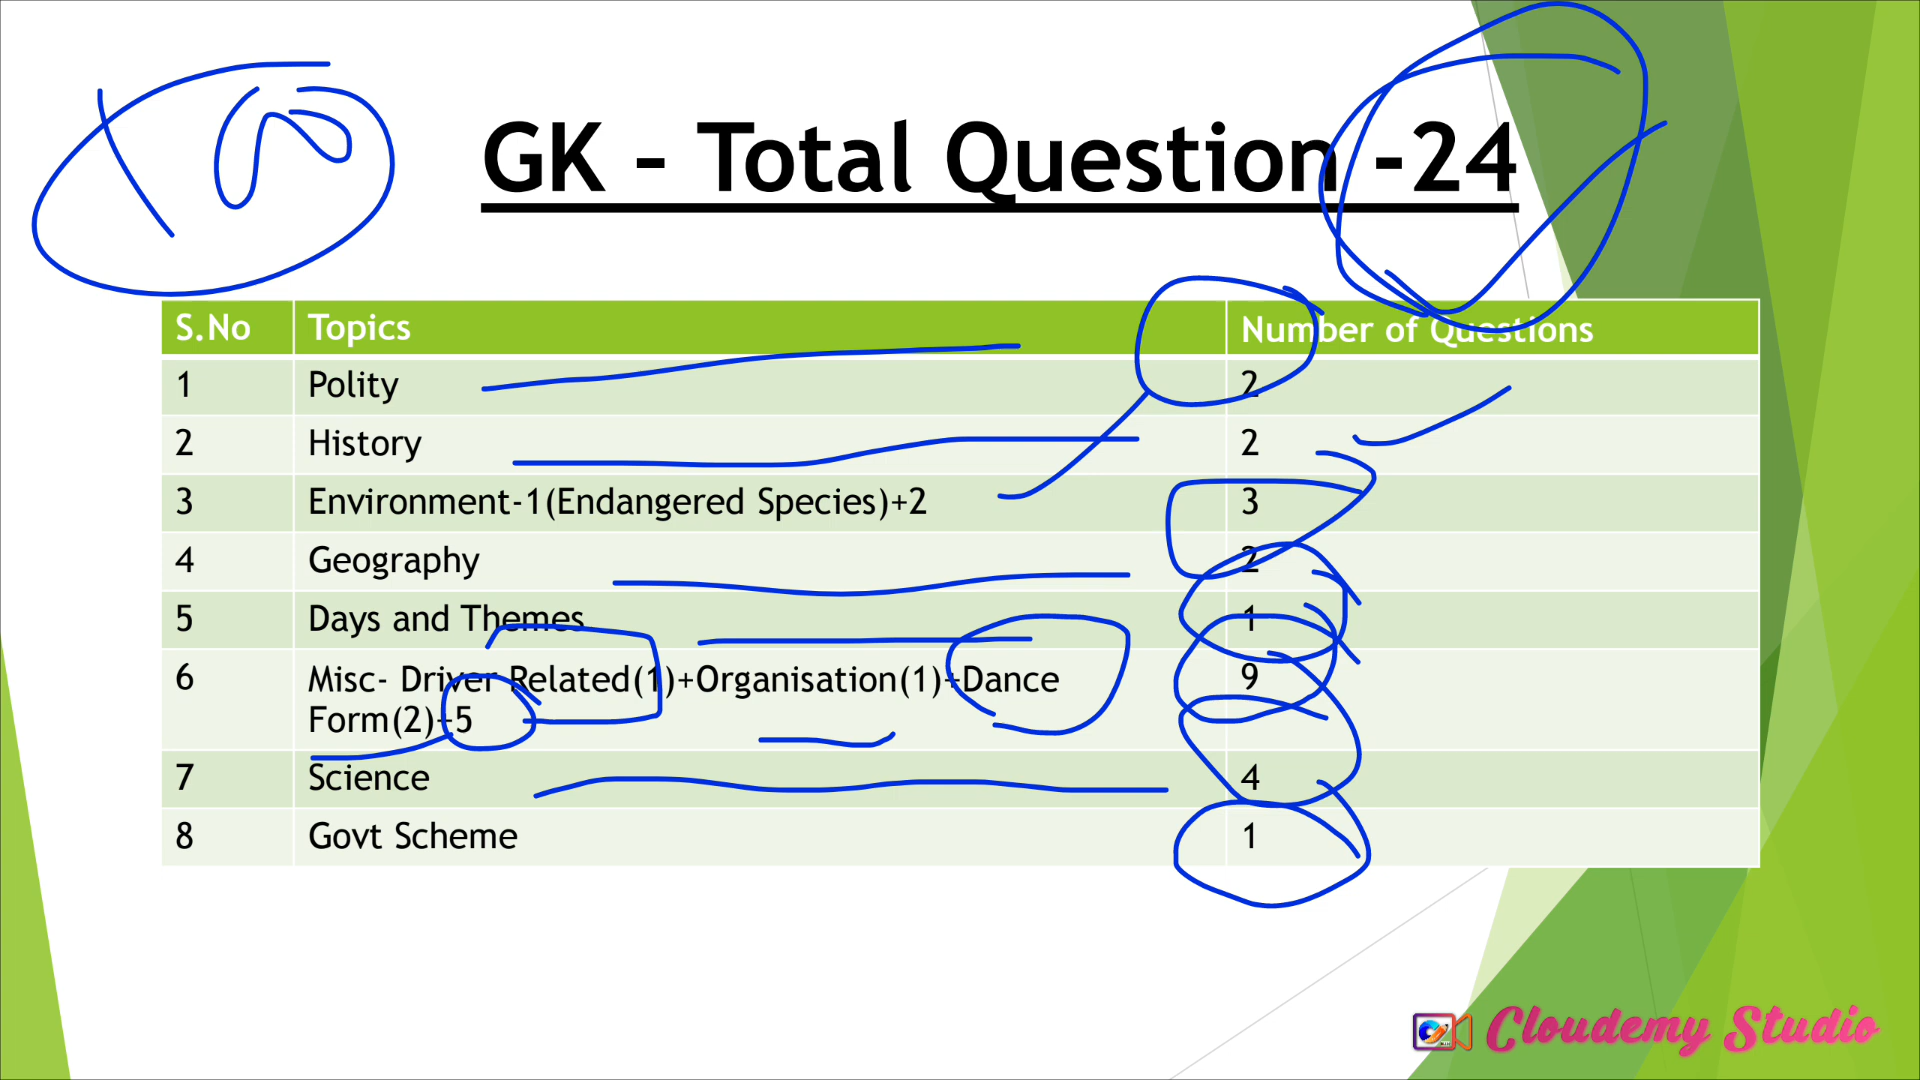 GK – Total Question -24
S.No Topics Number of Questions
1 Polity 2
2 History 2
3 Environment-1(Endangered Species)+2 3
4 Geography 2
5 Days and Themes 1
6 Misc- Driver Related(1)+Organisation(1)+Dance 9
Form(2)+5
7 Science 4
8 Govt Scheme 1
Cloudemy Studio